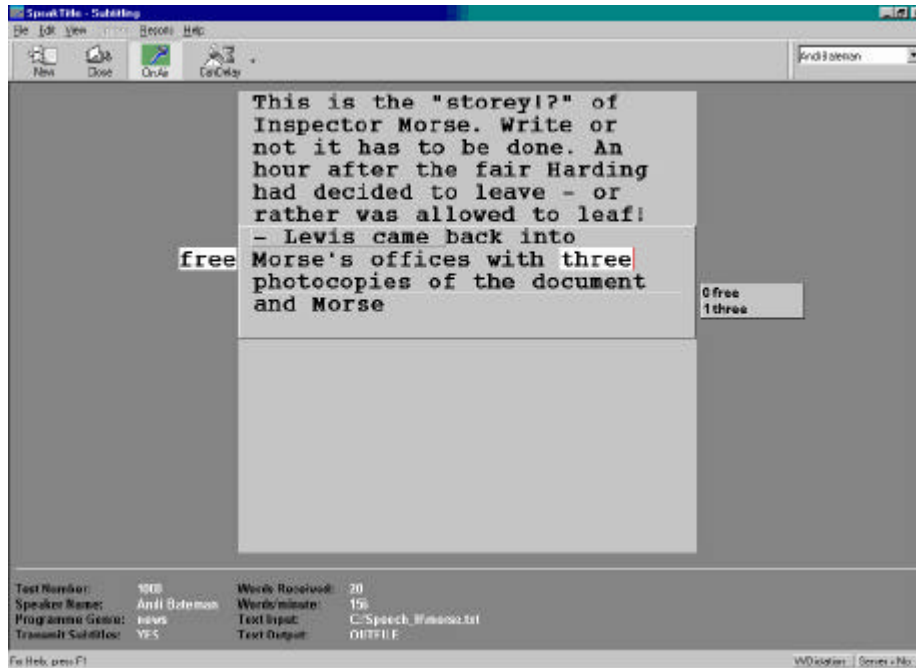 SpeakTitle - Subtitling
File Edit View Reports Help
New Close OnAir
Andi Bateman
This is the "storey!?" of
Inspector Morse. Write or
not it has to be done. An
hour after the fair Harding
had decided to leave - or
rather was allowed to leaf!
- Lewis came back into
free Morse's offices with three
photocopies of the document
and Morse
0 free
1 three
Test Number: Words Received: 20
Speaker Name: Andi Bateman Words/minute:
Programme Genre: news Text Input:
Transmit Subtitles: YES Text Output: OUTFILE
For Help, press F1